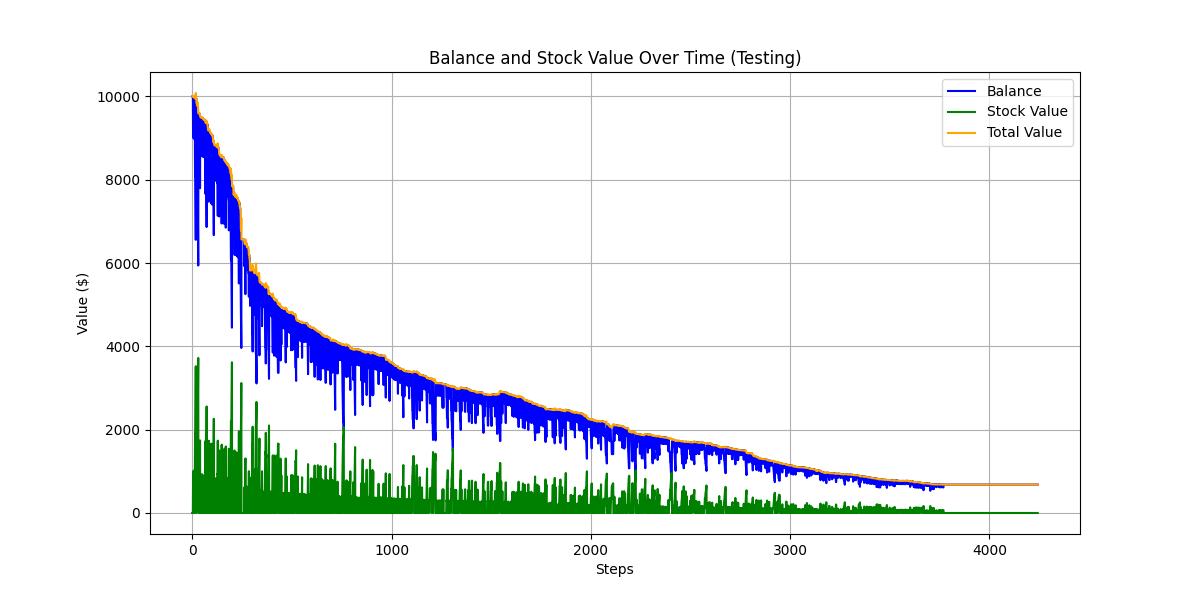 Balance and Stock Value Over Time (Testing)
Balance
Stock Value
Total Value
Value ($)
10000
8000
6000
4000
2000
0
0 1000 2000 3000 4000
Steps